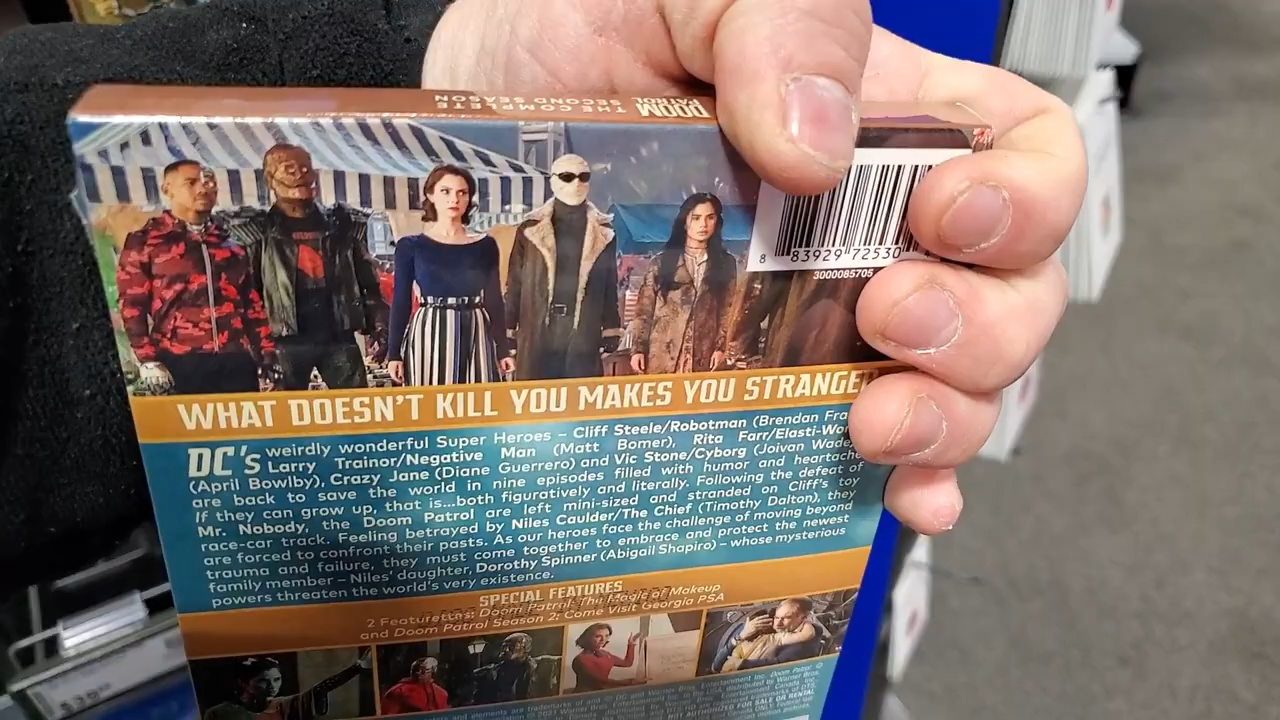 DOOM PATROL THE COMPLETE SECOND SEASON
8 83929 72530
3000085705
WHAT DOESN'T KILL YOU MAKES YOU STRANGER
DC's weirdly wonderful Super Heroes – Cliff Steele/Robotman (Brendan Fra
Larry Trainor/Negative Man (Matt Bomer), Rita Farr/Elasti-Wo
(April Bowlby), Crazy Jane (Diane Guerrero) and Vic Stone/Cyborg (Joivan Wade)
are back to save the world in nine episodes filled with humor and heartache
If they can grow up, that is...both figuratively and literally. Following the defeat of
Mr. Nobody, the Doom Patrol are left mini-sized and stranded on Cliff's toy
race-car track. Feeling betrayed by Niles Caulder/The Chief (Timothy Dalton), they
are forced to confront their pasts. As our heroes face the challenge of moving beyond
trauma and failure, they must come together to embrace and protect the newest
family member – Niles' daughter, Dorothy Spinner (Abigail Shapiro) – whose mysterious
powers threaten the world's very existence.
SPECIAL FEATURES
2 Featurettes: Doom Patrol: The Magic of Makeup
and Doom Patrol Season 2: Come Visit Georgia PSA